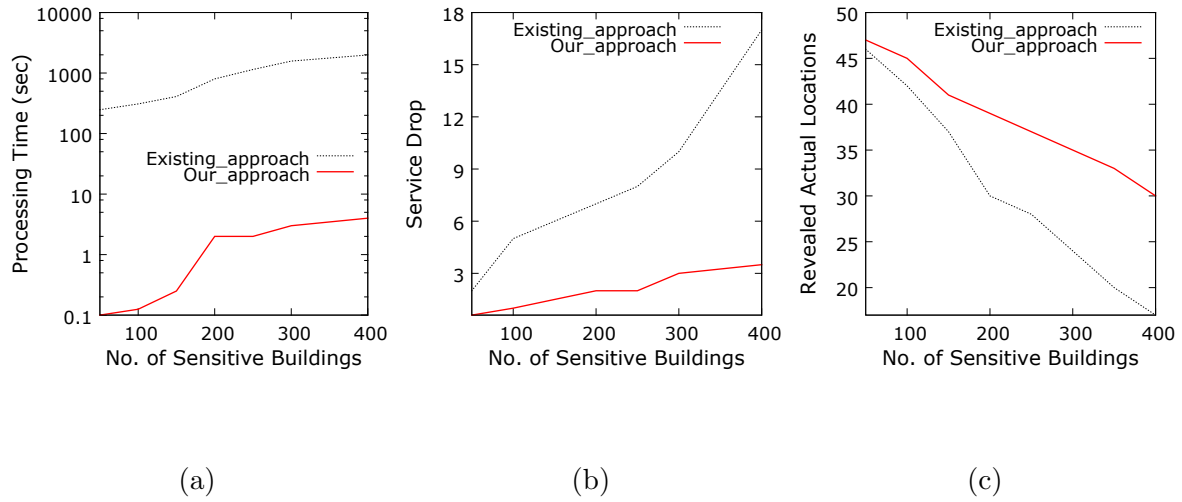 10000
1000
100
10
1
0.1
Processing Time (sec)
Existing_approach
Our_approach
100 200 300 400
No. of Sensitive Buildings
(a)
18
15
12
9
6
3
Service Drop
Existing_approach
Our_approach
100 200 300 400
No. of Sensitive Buildings
(b)
50
45
40
35
30
25
20
Revealed Actual Locations
Existing_approach
Our_approach
100 200 300 400
No. of Sensitive Buildings
(c)